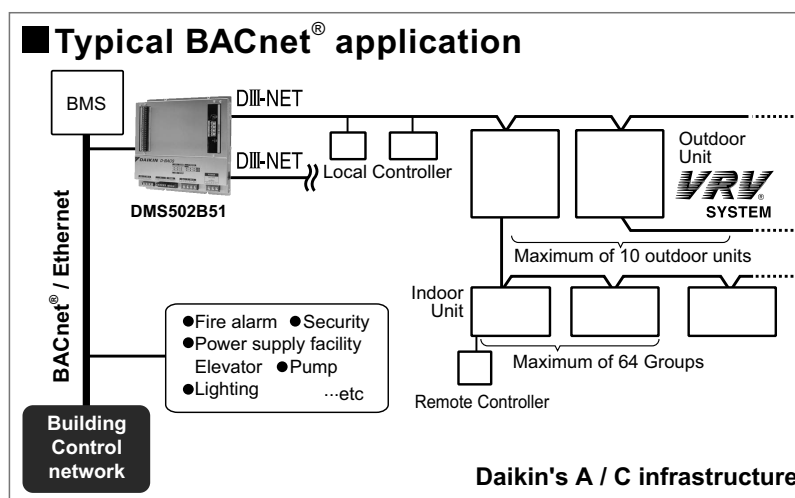 ■ Typical BACnet® application
BMS
DIII-NET
DIII-NET
DAIKIN
DMS502B51
Local Controller
Outdoor
Unit
VRV®
SYSTEM
Maximum of 10 outdoor units
BACnet® / Ethernet
Indoor
Unit
●Fire alarm ●Security
●Power supply facility
Elevator ●Pump
●Lighting ···etc
Maximum of 64 Groups
Remote Controller
Building
Control
network
Daikin's A / C infrastructure